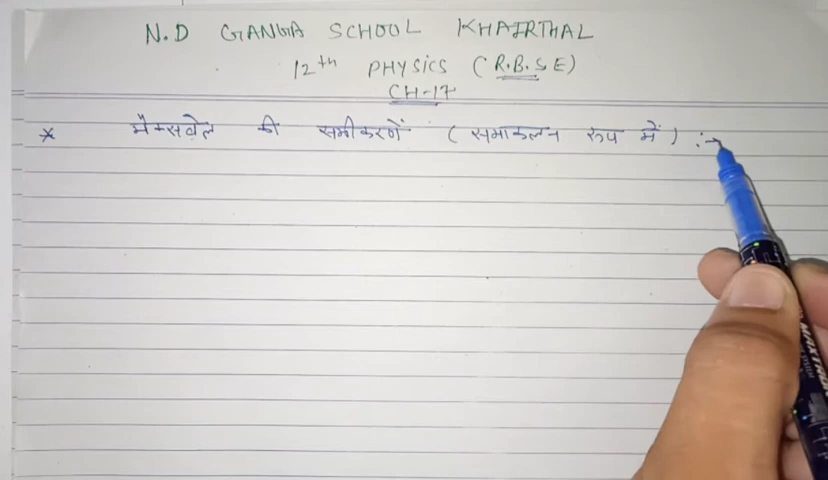 N.D GANGA SCHOOL KHAIRTHAL
12th PHYSICS (R.B.S.E)
CH-17
* मैक्सवेल की समीकरणें (समाकलन रूप में) :→